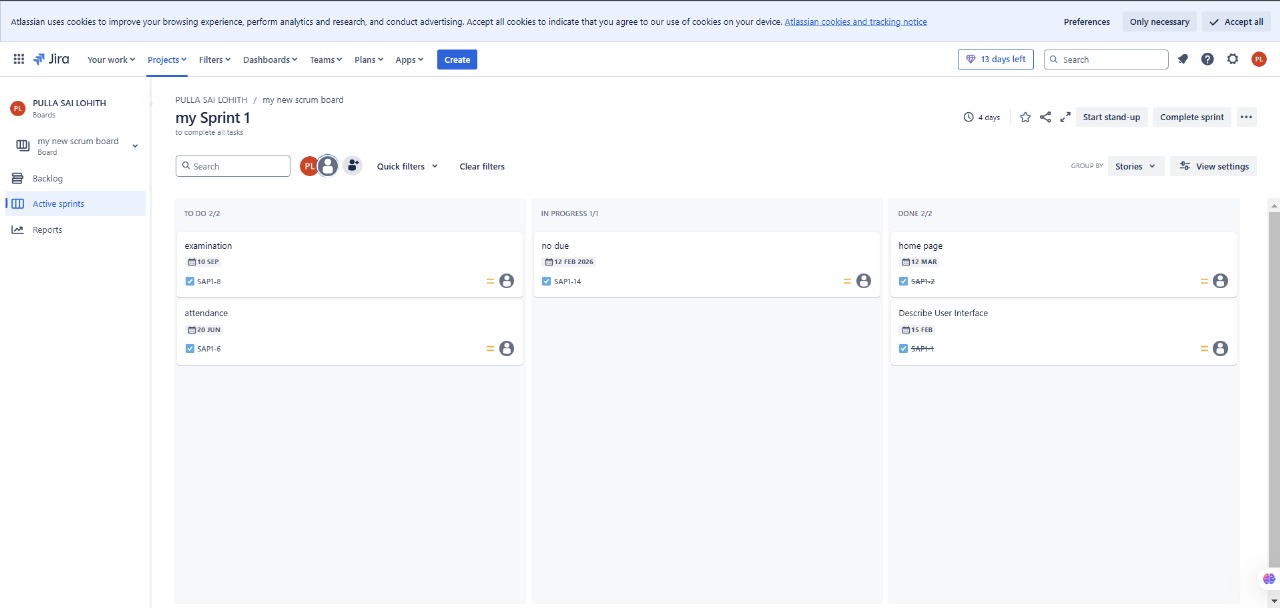 Atlassian uses cookies to improve your browsing experience, perform analytics and research, and conduct advertising. Accept all cookies to indicate that you agree to our use of cookies on your device. Atlassian cookies and tracking notice
Preferences
Only necessary
Accept all
Jira
Your work
Projects
Filters
Dashboards
Teams
Plans
Apps
Create
13 days left
Search
PL
PL
PULLA SAI LOHITH
Boards
my new scrum board
Board
Backlog
Active sprints
Reports
PULLA SAI LOHITH / my new scrum board
my Sprint 1
to complete all tasks
4 days
Start stand-up
Complete sprint
Search
PL
Quick filters
Clear filters
GROUP BY
Stories
View settings
TO DO 2/2
examination
10 SEP
SAP1-8
attendance
20 JUN
SAP1-6
IN PROGRESS 1/1
no due
12 FEB 2026
SAP1-14
DONE 2/2
home page
12 MAR
SAP1-2
Describe User Interface
15 FEB
SAP1-1